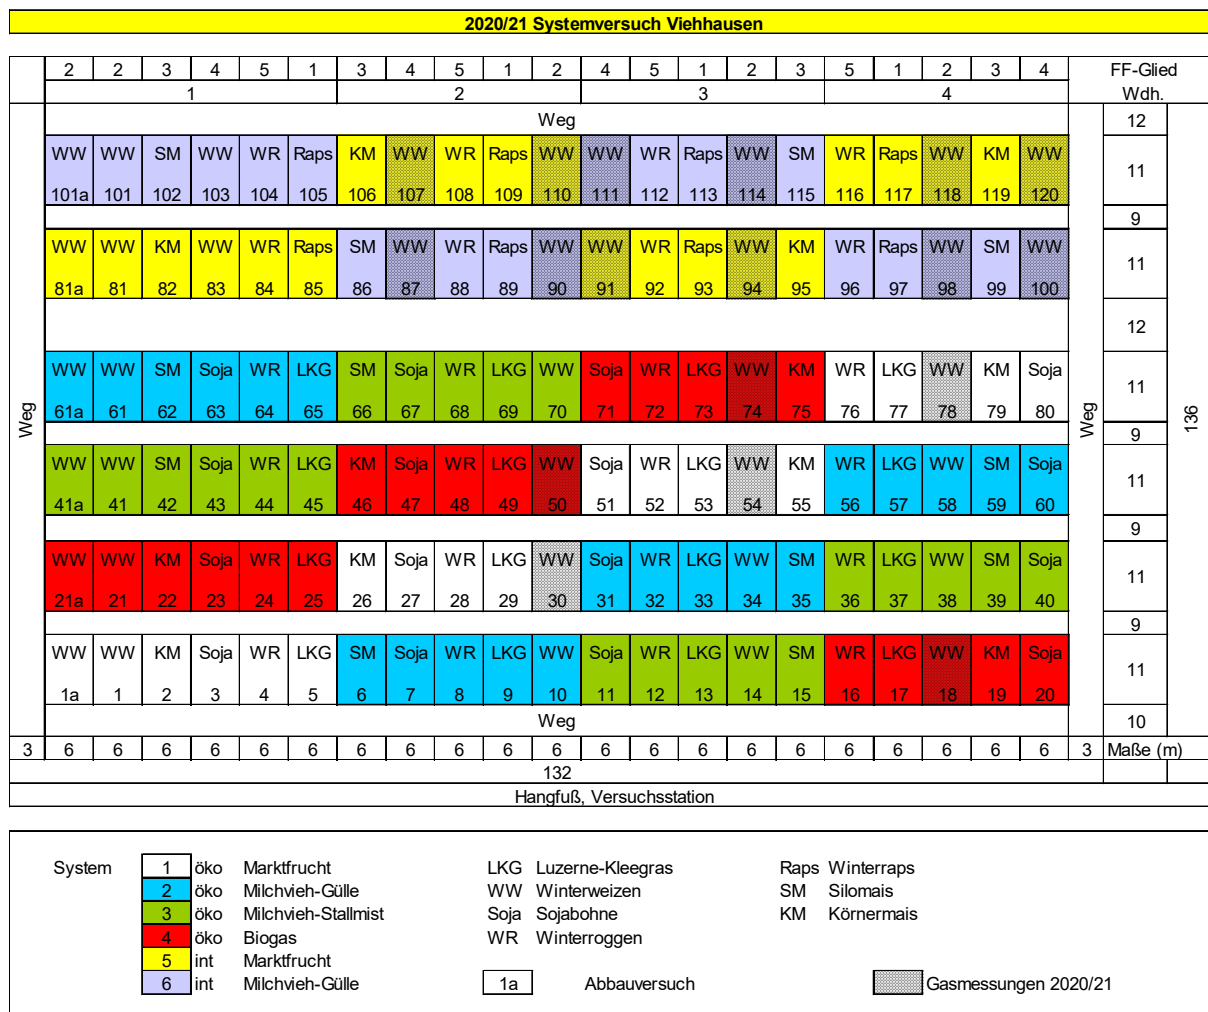 2020/21 Systemversuch Viehhausen
2 2 3 4 5 1 3 4 5 1 2 4 5 1 2 3 5 1 2 3 4 FF-Glied
1 2 3 4 Wdh.
Weg 12
WW WW SM WW WR Raps KM WW WR Raps WW WW WR Raps WW SM WR Raps WW KM WW
11
101a 101 102 103 104 105 106 107 108 109 110 111 112 113 114 115 116 117 118 119 120
9
WW WW KM WW WR Raps SM WW WR Raps WW WW WR Raps WW KM WR Raps WW SM WW
11
81a 81 82 83 84 85 86 87 88 89 90 91 92 93 94 95 96 97 98 99 100
12
WW WW SM Soja WR LKG SM Soja WR LKG WW Soja WR LKG WW KM WR LKG WW KM Soja
11
61a 61 62 63 64 65 66 67 68 69 70 71 72 73 74 75 76 77 78 79 80
Weg
Weg
136
9
WW WW SM Soja WR LKG KM Soja WR LKG WW Soja WR LKG WW KM WR LKG WW SM Soja
11
41a 41 42 43 44 45 46 47 48 49 50 51 52 53 54 55 56 57 58 59 60
9
WW WW KM Soja WR LKG KM Soja WR LKG WW Soja WR LKG WW SM WR LKG WW SM Soja
11
21a 21 22 23 24 25 26 27 28 29 30 31 32 33 34 35 36 37 38 39 40
9
WW WW KM Soja WR LKG SM Soja WR LKG WW Soja WR LKG WW SM WR LKG WW KM Soja
11
1a 1 2 3 4 5 6 7 8 9 10 11 12 13 14 15 16 17 18 19 20
Weg 10
3 6 6 6 6 6 6 6 6 6 6 6 6 6 6 6 6 6 6 6 6 6 3 Maße (m)
132
Hangfuß, Versuchsstation
System 1 öko Marktfrucht LKG Luzerne-Kleegras Raps Winterraps
2 öko Milchvieh-Gülle WW Winterweizen SM Silomais
3 öko Milchvieh-Stallmist Soja Sojabohne KM Körnermais
4 öko Biogas WR Winterroggen
5 int Marktfrucht
6 int Milchvieh-Gülle 1a Abbauversuch Gasmessungen 2020/21